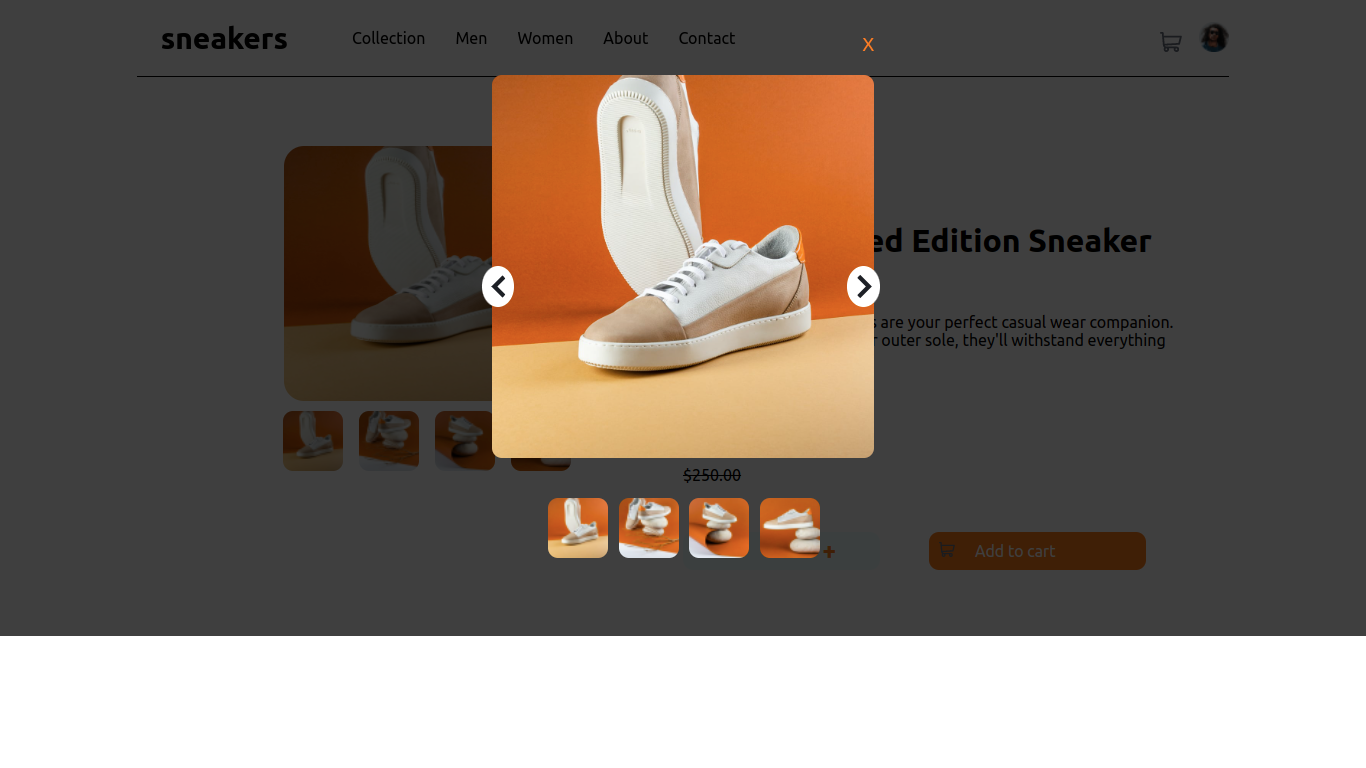 sneakers
Collection Men Women About Contact
X
ed Edition Sneaker
are your perfect casual wear companion.
outer sole, they'll withstand everything
$250.00
+
Add to cart